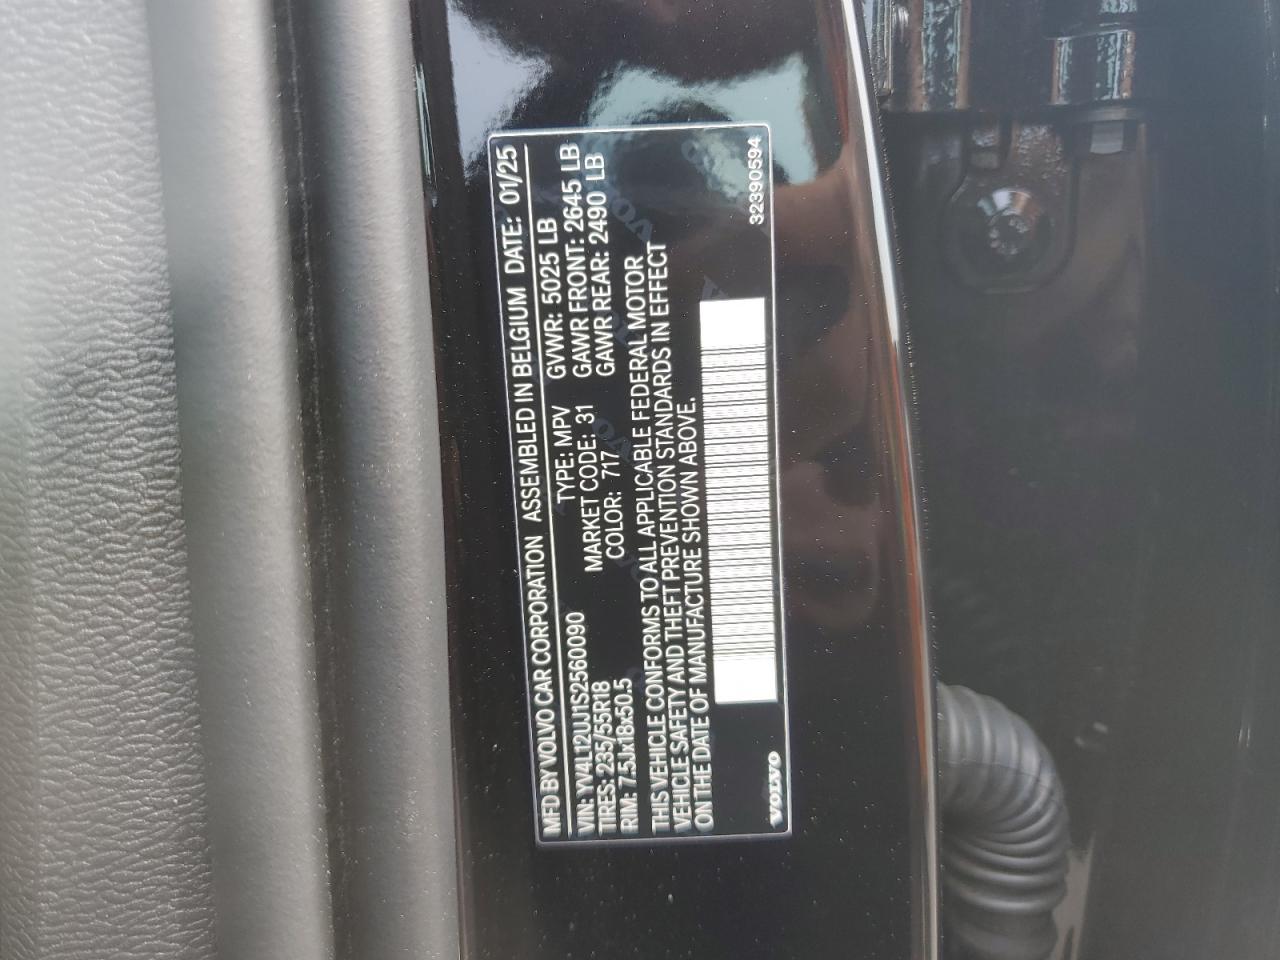 MFD BY VOLVO CAR CORPORATION ASSEMBLED IN BELGIUM DATE: 01/25
VIN: YV4L12UJ1S2560090 TYPE: MPV GVWR: 5025 LB
TIRES: 235/55R18 MARKET CODE: 31 GAWR FRONT: 2645 LB
RIM: 7.5Jx18x50.5 COLOR: 717 GAWR REAR: 2490 LB
THIS VEHICLE CONFORMS TO ALL APPLICABLE FEDERAL MOTOR
VEHICLE SAFETY AND THEFT PREVENTION STANDARDS IN EFFECT
ON THE DATE OF MANUFACTURE SHOWN ABOVE.
VOLVO 32390594